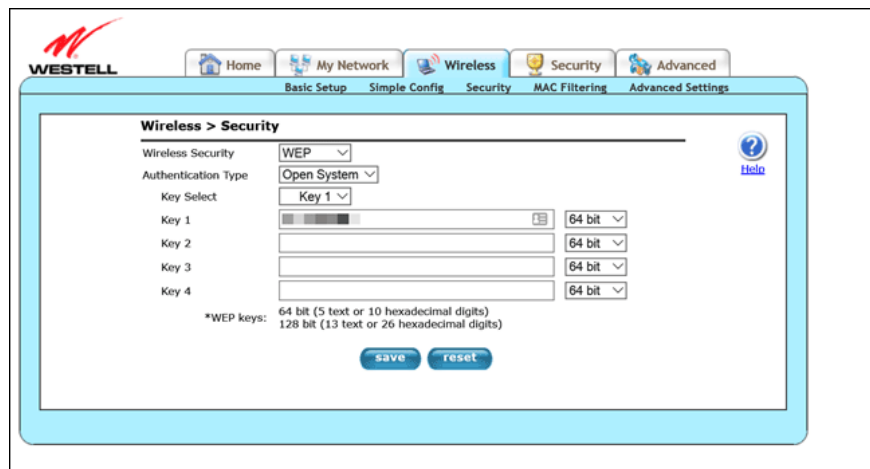 WESTELL
Home My Network Wireless Security Advanced
Basic Setup Simple Config Security MAC Filtering Advanced Settings
Wireless > Security
Help
Wireless Security WEP
Authentication Type Open System
Key Select Key 1
Key 1 64 bit
Key 2 64 bit
Key 3 64 bit
Key 4 64 bit
*WEP keys: 64 bit (5 text or 10 hexadecimal digits)
128 bit (13 text or 26 hexadecimal digits)
save reset